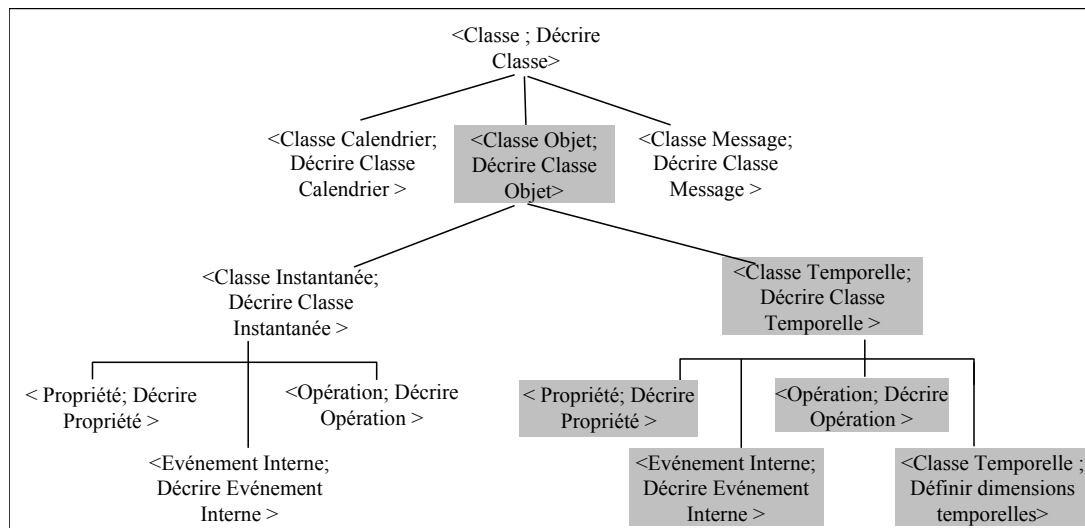 <Classe ; Décrire
Classe>
<Classe Calendrier;
Décrire Classe
Calendrier >
<Classe Objet;
Décrire Classe
Objet>
<Classe Message;
Décrire Classe
Message >
<Classe Instantanée;
Décrire Classe
Instantanée >
<Classe Temporelle;
Décrire Classe
Temporelle >
< Propriété; Décrire
Propriété >
<Opération; Décrire
Opération >
<Evénement Interne;
Décrire Evénement
Interne >
< Propriété; Décrire
Propriété >
<Opération; Décrire
Opération >
<Evénement Interne;
Décrire Evénement
Interne >
<Classe Temporelle ;
Définir dimensions
temporelles>